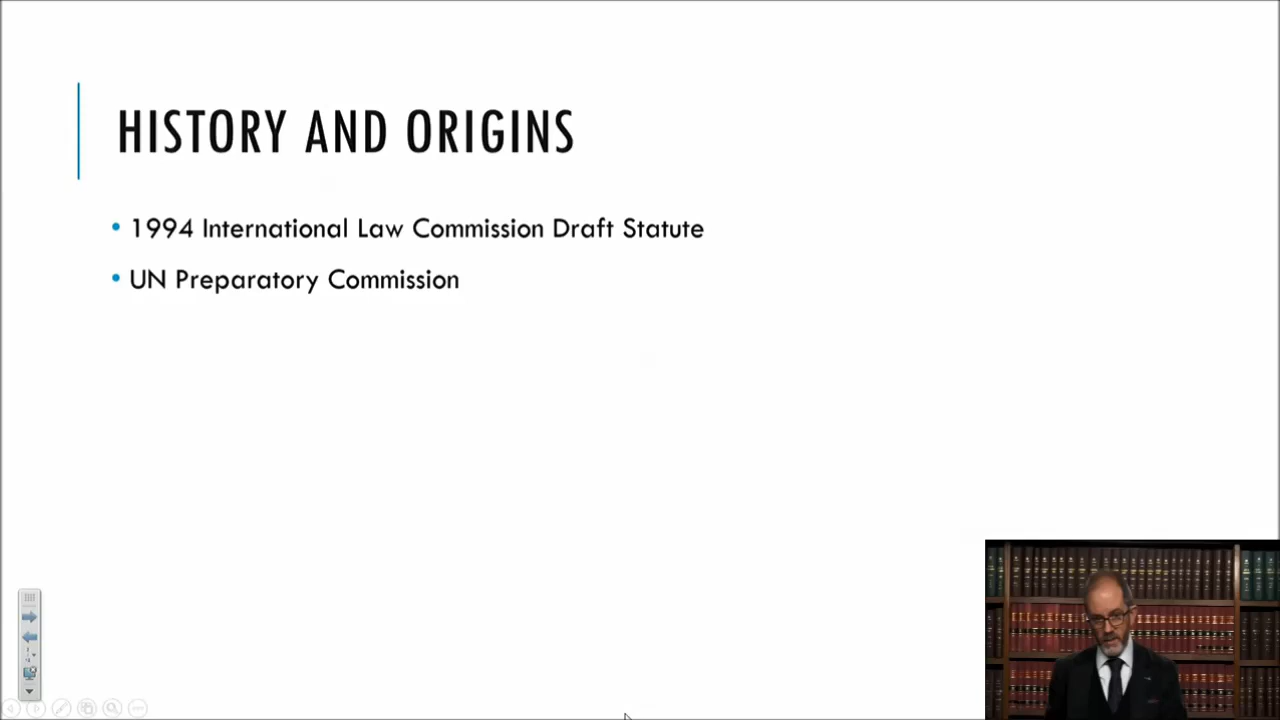 HISTORY AND ORIGINS
• 1994 International Law Commission Draft Statute
• UN Preparatory Commission